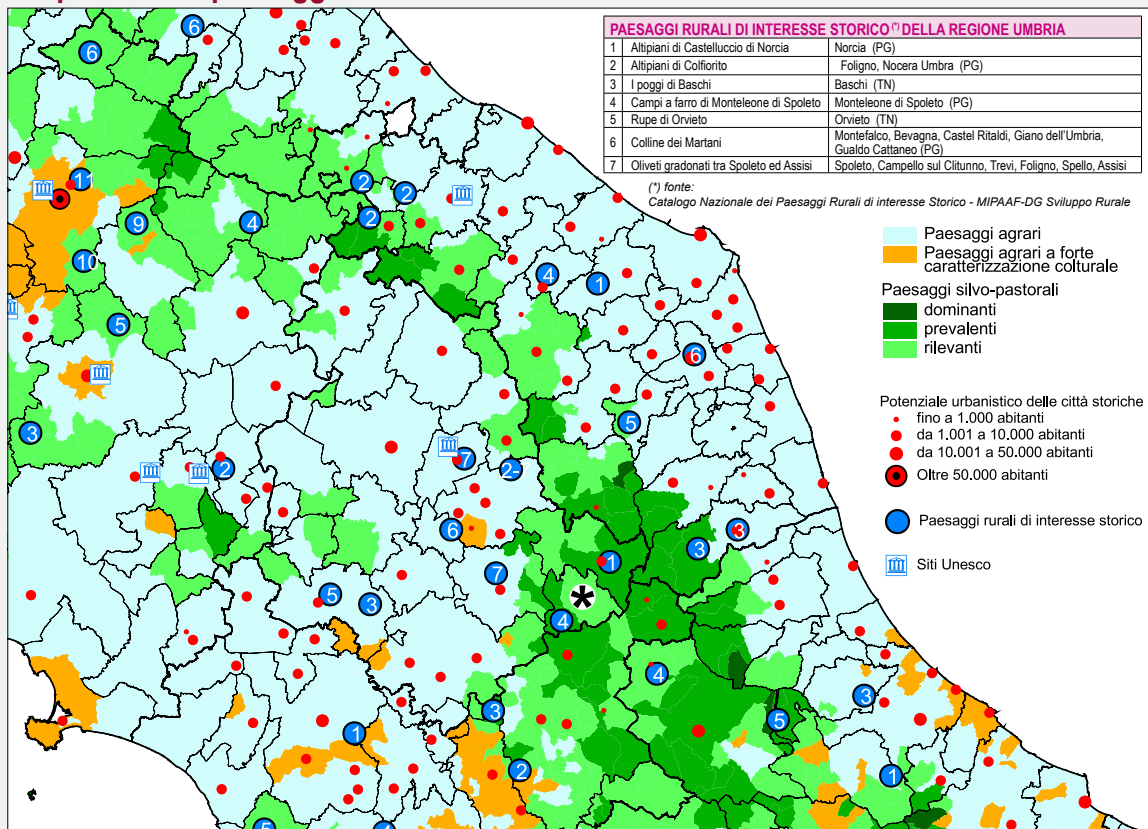 PAESAGGI RURALI DI INTERESSE STORICO (*) DELLA REGIONE UMBRIA
1 Altipiani di Castelluccio di Norcia Norcia (PG)
2 Altipiani di Colfiorito Foligno, Nocera Umbra (PG)
3 I poggi di Baschi Baschi (TN)
4 Campi a farro di Monteleone di Spoleto Monteleone di Spoleto (PG)
5 Rupe di Orvieto Orvieto (TN)
6 Colline dei Martani Montefalco, Bevagna, Castel Ritaldi, Giano dell'Umbria,
Gualdo Cattaneo (PG)
7 Oliveti gradonati tra Spoleto ed Assisi Spoleto, Campello sul Clitunno, Trevi, Foligno, Spello, Assisi
(*) fonte:
Catalogo Nazionale dei Paesaggi Rurali di interesse Storico - MIPAAF-DG Sviluppo Rurale
Paesaggi agrari
Paesaggi agrari a forte
caratterizzazione colturale
Paesaggi silvo-pastorali
dominanti
prevalenti
rilevanti
Potenziale urbanistico delle città storiche
fino a 1.000 abitanti
da 1.001 a 10.000 abitanti
da 10.001 a 50.000 abitanti
Oltre 50.000 abitanti
Paesaggi rurali di interesse storico
Siti Unesco
6
6
11
2
2
9
4
2
10
4
1
5
6
3
5
7
2
2-
6
3
3
1
7
5
3
*
4
4
3
3
5
1
2
1
5
4